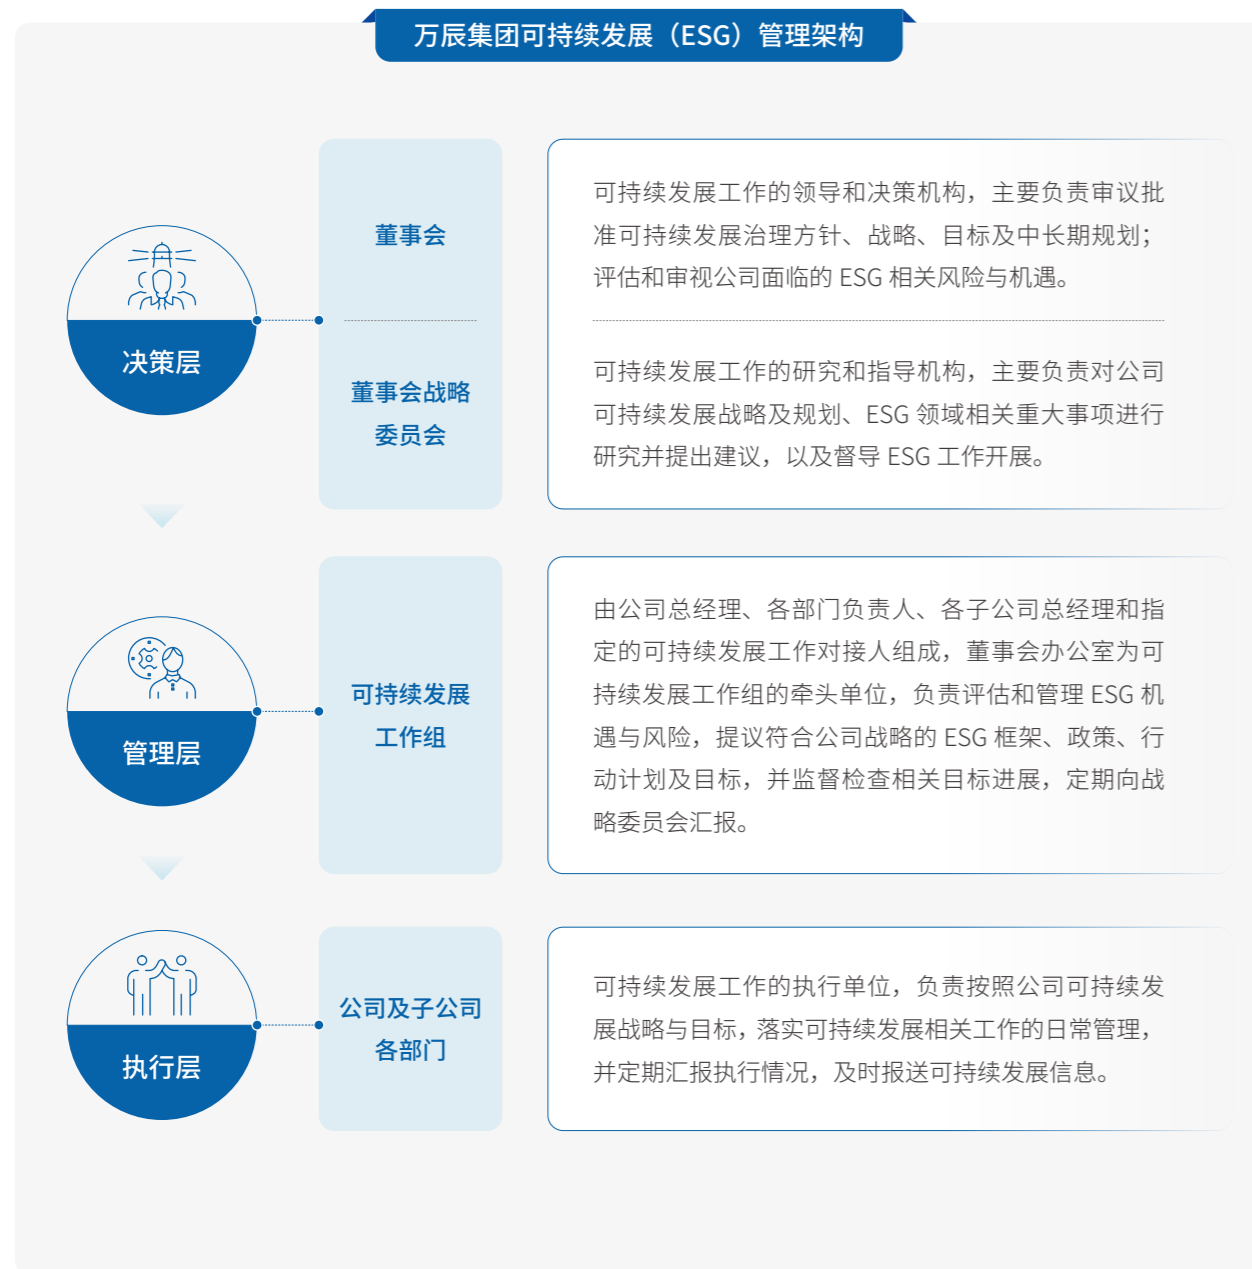 万辰集团可持续发展（ESG）管理架构
决策层
董事会
可持续发展工作的领导和决策机构，主要负责审议批
准可持续发展治理方针、战略、目标及中长期规划；
评估和审视公司面临的 ESG 相关风险与机遇。
董事会战略
委员会
可持续发展工作的研究和指导机构，主要负责对公司
可持续发展战略及规划、ESG 领域相关重大事项进行
研究并提出建议，以及督导 ESG 工作开展。
管理层
可持续发展
工作组
由公司总经理、各部门负责人、各子公司总经理和指
定的可持续发展工作对接人组成，董事会办公室为可
持续发展工作组的牵头单位，负责评估和管理 ESG 机
遇与风险，提议符合公司战略的 ESG 框架、政策、行
动计划及目标，并监督检查相关目标进展，定期向战
略委员会汇报。
执行层
公司及子公司
各部门
可持续发展工作的执行单位，负责按照公司可持续发
展战略与目标，落实可持续发展相关工作的日常管理，
并定期汇报执行情况，及时报送可持续发展信息。